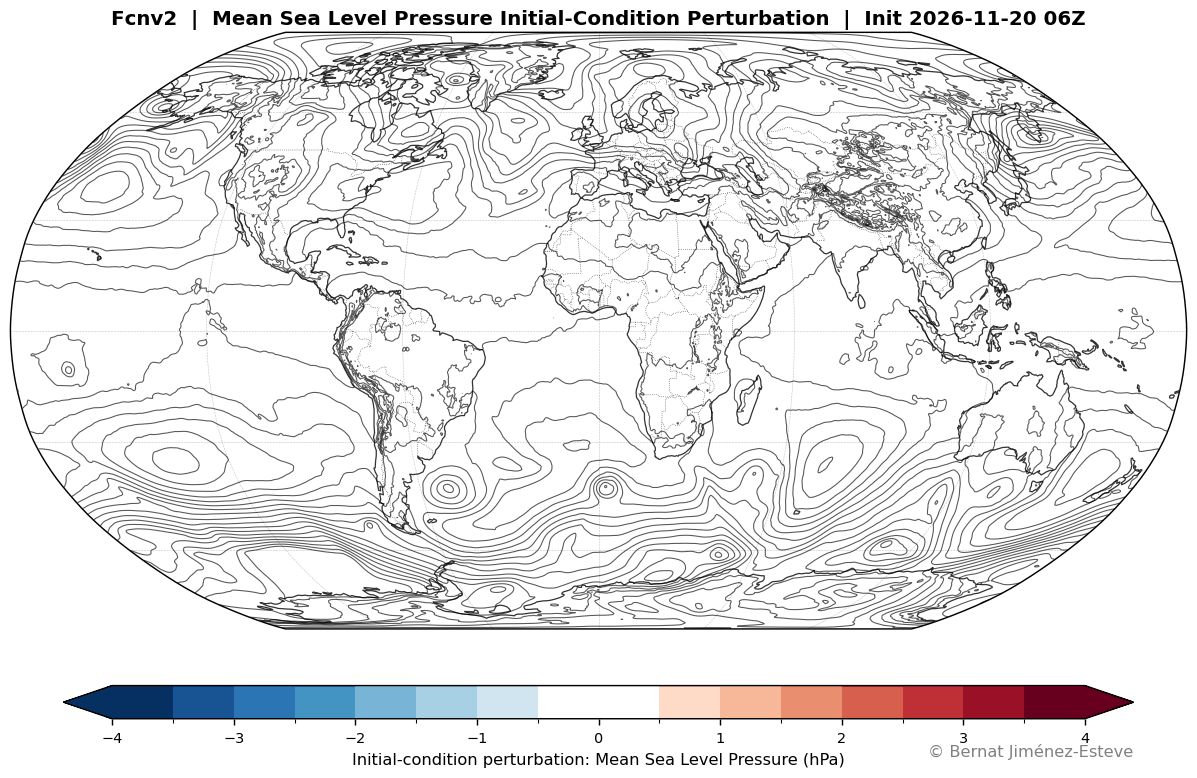 Fcnv2 | Mean Sea Level Pressure Initial-Condition Perturbation | Init 2026-11-20 06Z
−4 −3 −2 −1 0 1 2 3 4
Initial-condition perturbation: Mean Sea Level Pressure (hPa)
© Bernat Jiménez-Esteve